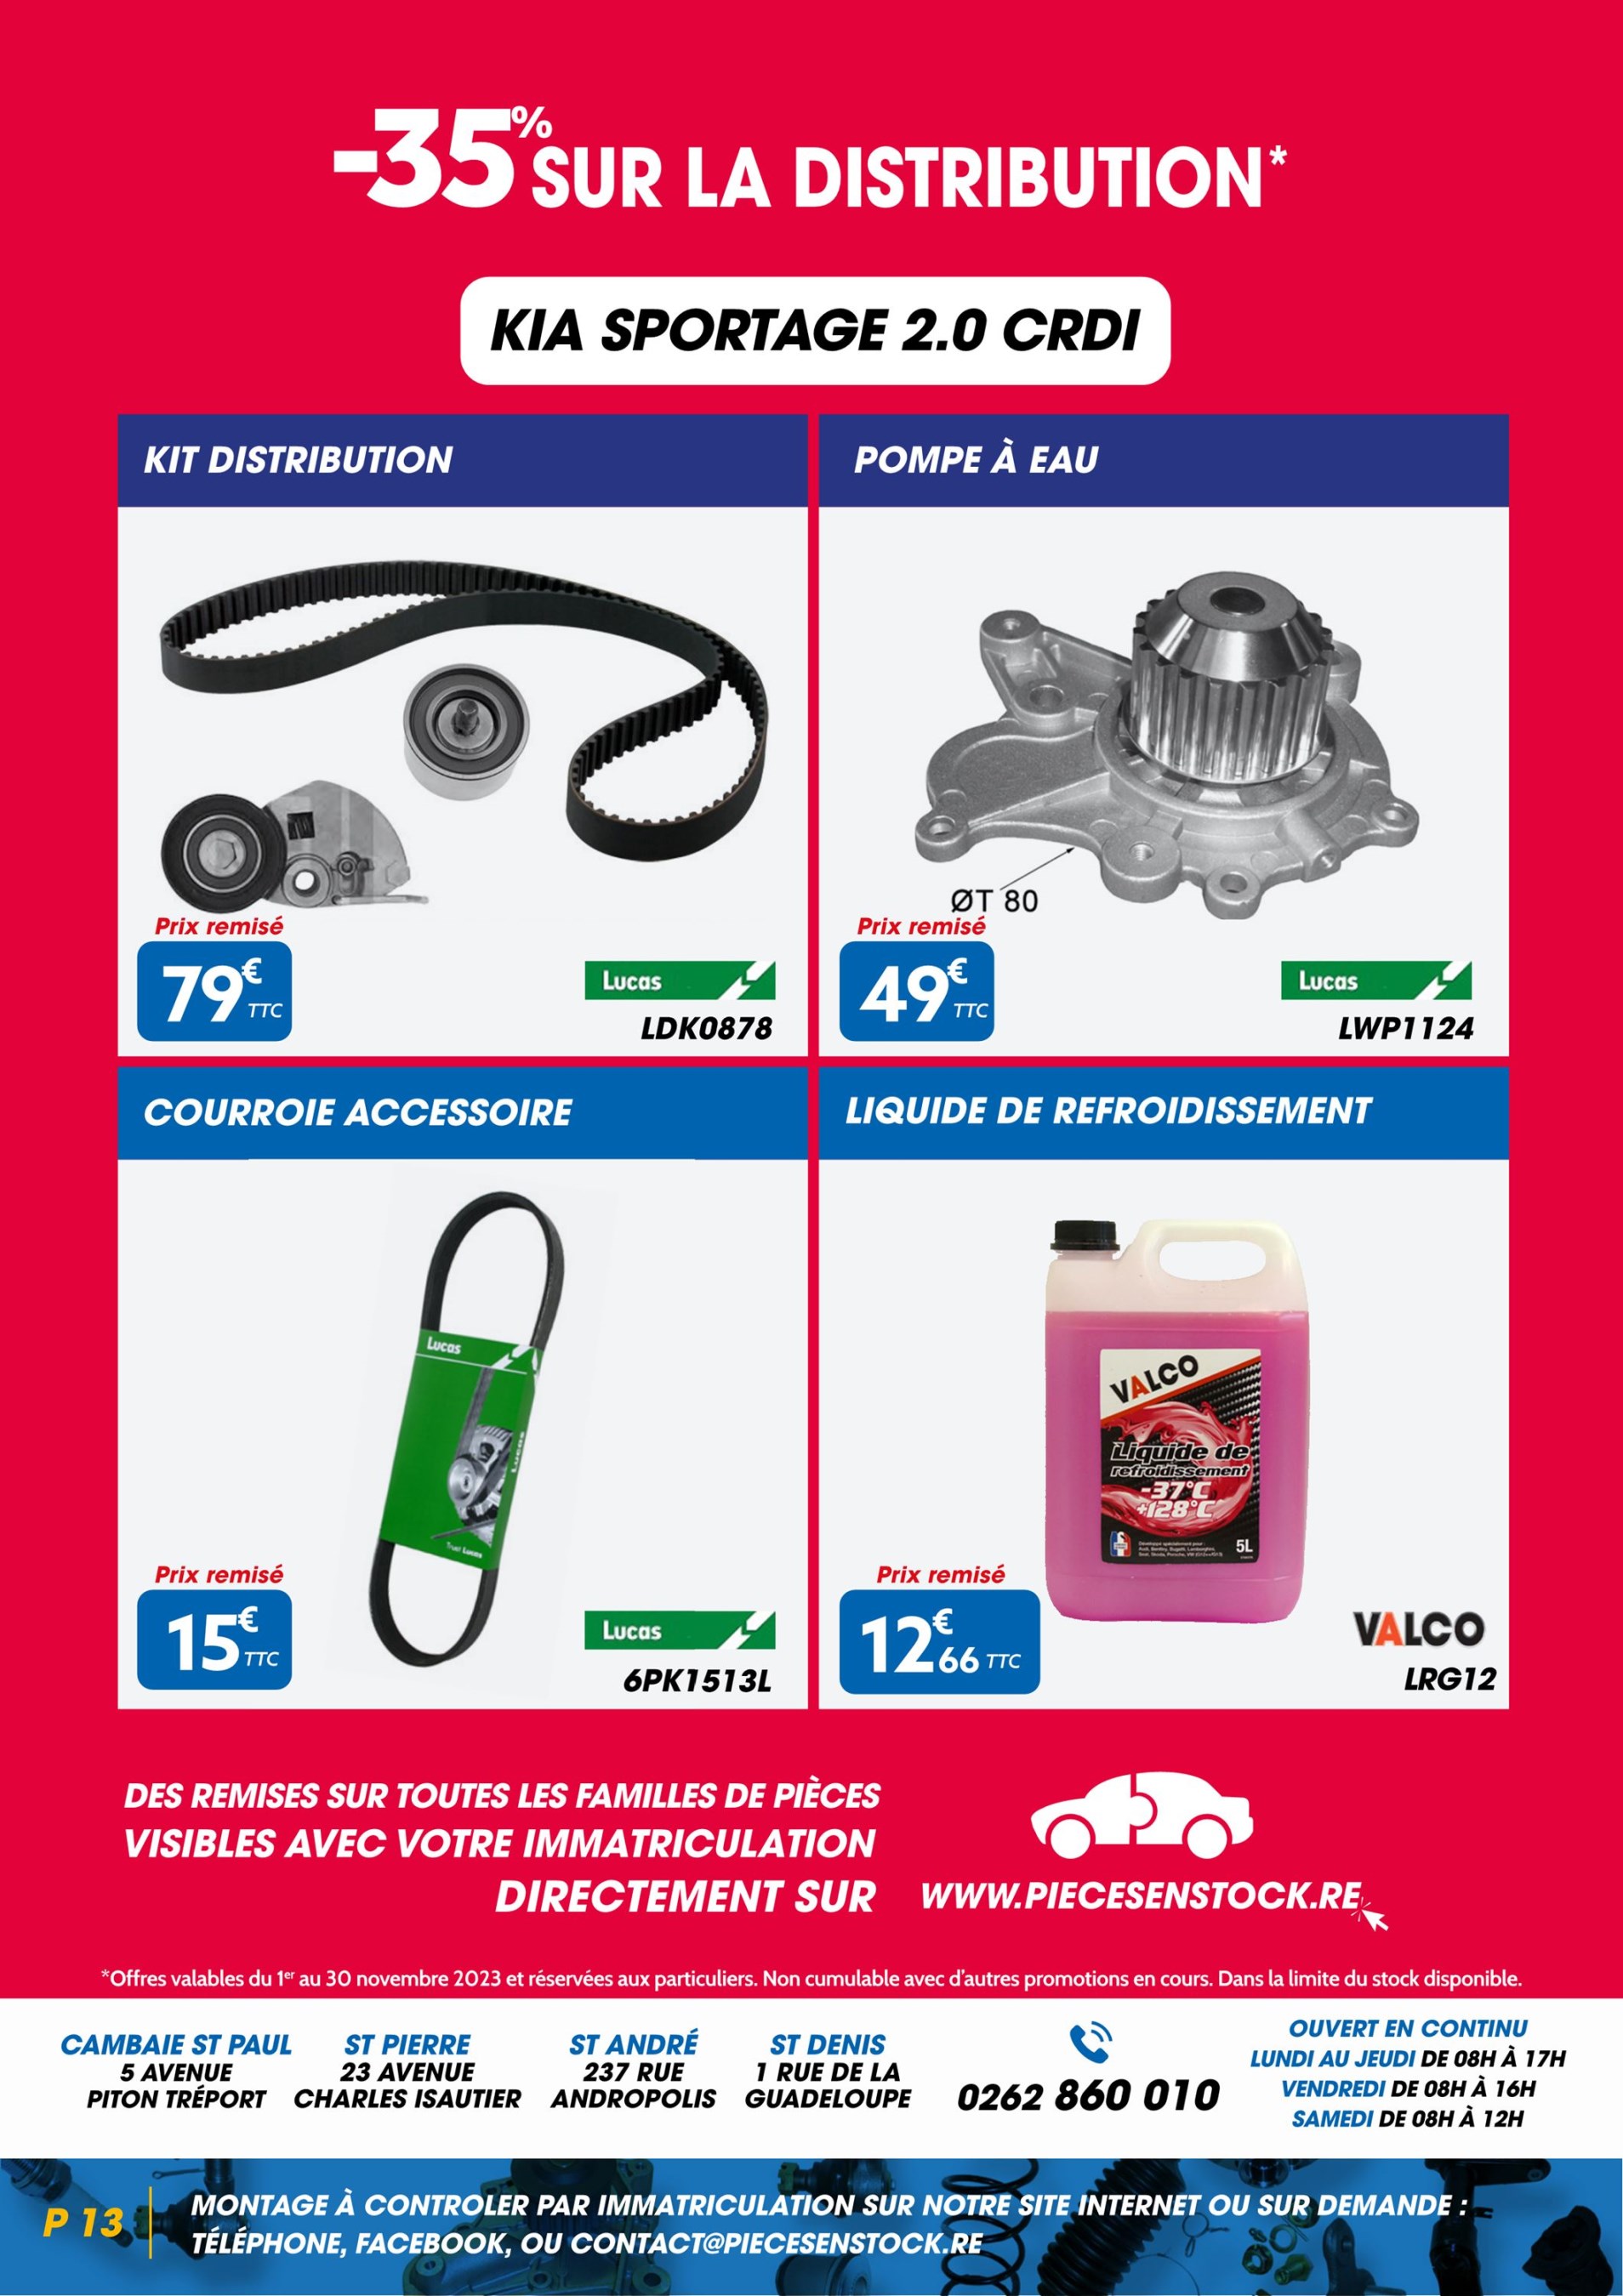 -35% SUR LA DISTRIBUTION*
KIA SPORTAGE 2.0 CRDI
KIT DISTRIBUTION
Prix remisé
79€ TTC
Lucas
LDK0878
POMPE À EAU
ØT 80
Prix remisé
49€ TTC
Lucas
LWP1124
COURROIE ACCESSOIRE
Lucas
Lucas
Trust Lucas
Prix remisé
15€ TTC
Lucas
6PK1513L
LIQUIDE DE REFROIDISSEMENT
VALCO
Liquide de
refroidissement
-37°C
+128°C
5L
Prix remisé
12€66 TTC
VALCO
LRG12
DES REMISES SUR TOUTES LES FAMILLES DE PIÈCES
VISIBLES AVEC VOTRE IMMATRICULATION
DIRECTEMENT SUR
WWW.PIECESENSTOCK.RE
*Offres valables du 1er au 30 novembre 2023 et réservées aux particuliers. Non cumulable avec d'autres promotions en cours. Dans la limite du stock disponible.
CAMBAIE ST PAUL
5 AVENUE
PITON TRÉPORT
ST PIERRE
23 AVENUE
CHARLES ISAUTIER
ST ANDRÉ
237 RUE
ANDROPOLIS
ST DENIS
1 RUE DE LA
GUADELOUPE
0262 860 010
OUVERT EN CONTINU
LUNDI AU JEUDI DE 08H À 17H
VENDREDI DE 08H À 16H
SAMEDI DE 08H À 12H
P 13
MONTAGE À CONTROLER PAR IMMATRICULATION SUR NOTRE SITE INTERNET OU SUR DEMANDE :
TÉLÉPHONE, FACEBOOK, OU CONTACT@PIECESENSTOCK.RE